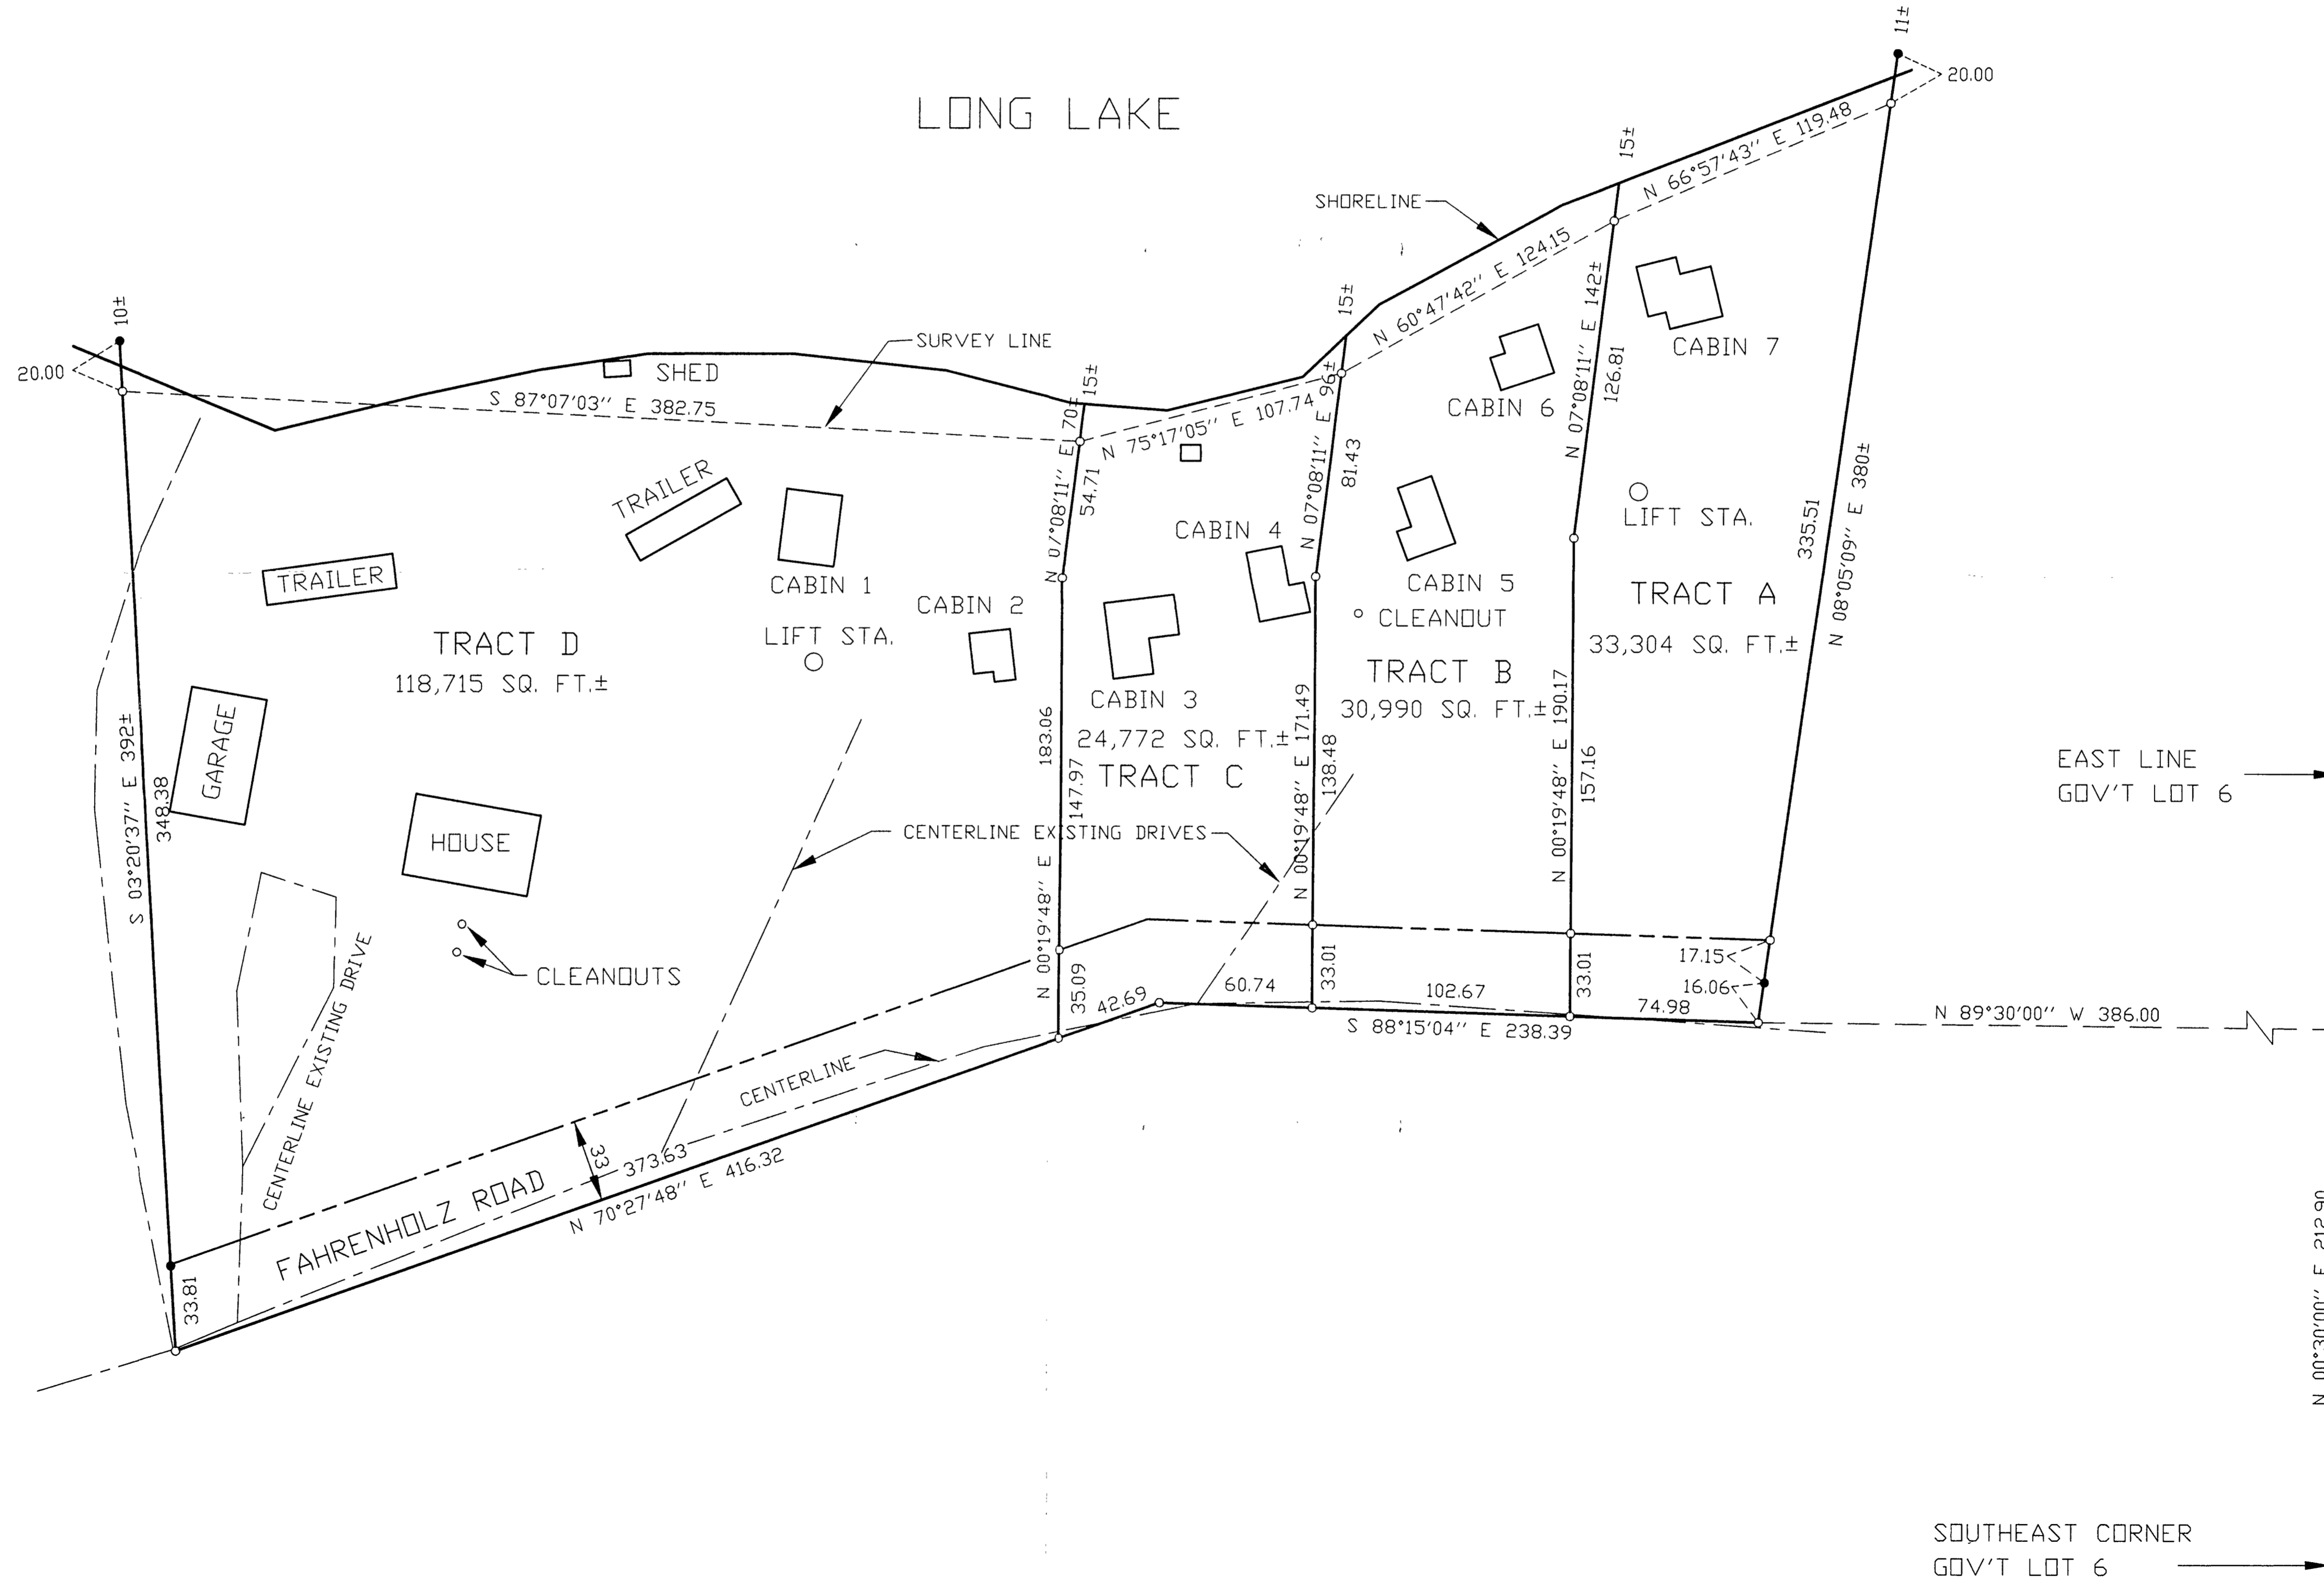 11±
20.00
LONG LAKE
N 66°57'43" E 119.48
15±
SHORELINE
N 60°47'42" E 124.15
15±
10±
20.00
SURVEY LINE
SHED
S 87°07'03" E 382.75
15±
N 75°17'05" E 107.74
N 07°08'11" E 70±
54.71
N 07°08'11" E 96±
81.43
N 07°08'11" E 142±
126.81
CABIN 7
CABIN 6
TRAILER
TRAILER
CABIN 1
CABIN 2
LIFT STA.
CABIN 4
CABIN 5
CLEANOUT
LIFT STA.
TRACT A
33,304 SQ. FT.±
335.51
N 08°05'09" E 380±
TRACT D
118,715 SQ. FT.±
TRACT B
30,990 SQ. FT.±
CABIN 3
24,772 SQ. FT.±
TRACT C
GARAGE
HOUSE
S 03°20'37" E 392±
348.38
183.06
147.97
N 00°19'48" E
N 00°19'48" E 171.49
138.48
N 00°19'48" E 190.17
157.16
EAST LINE
GOV'T LOT 6
CENTERLINE EXISTING DRIVES
CLEANOUTS
CENTERLINE EXISTING DRIVE
35.09
42.69
60.74
33.01
102.67
33.01
74.98
17.15
16.06
S 88°15'04" E 238.39
N 89°30'00" W 386.00
CENTERLINE
33
373.63
N 70°27'48" E 416.32
FAHRENHOLZ ROAD
33.81
N 00°30'00" E 212.90
SOUTHEAST CORNER
GOV'T LOT 6